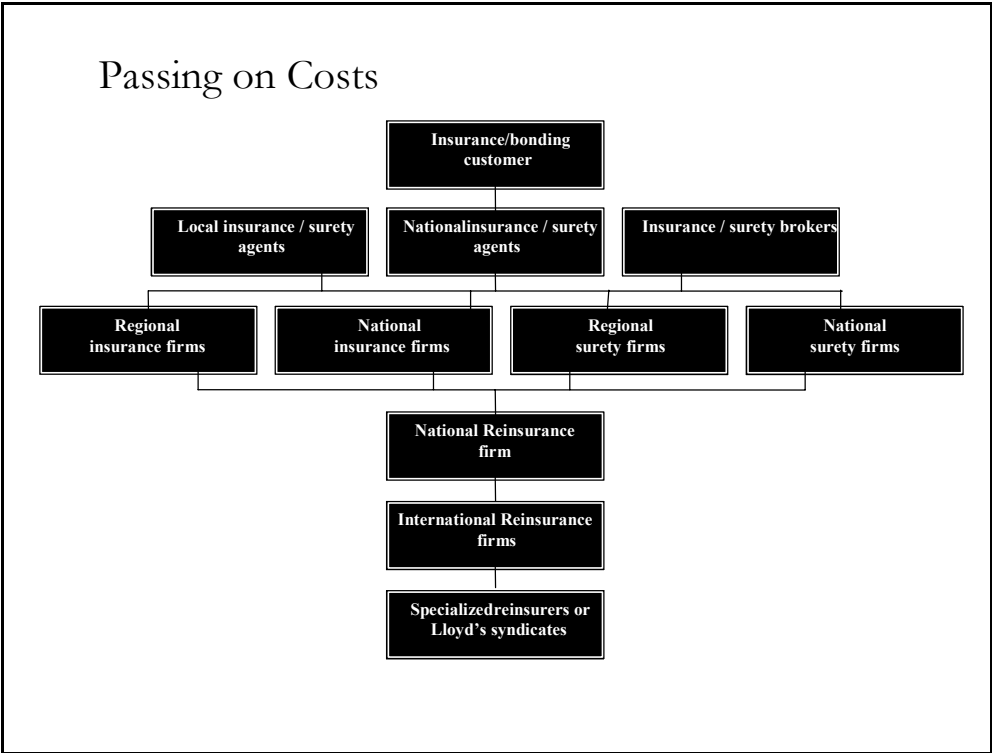 Passing on Costs
Insurance/bonding
customer
Local insurance / surety
agents
Nationalinsurance / surety
agents
Insurance / surety brokers
Regional
insurance firms
National
insurance firms
Regional
surety firms
National
surety firms
National Reinsurance
firm
International Reinsurance
firms
Specializedreinsurers or
Lloyd's syndicates